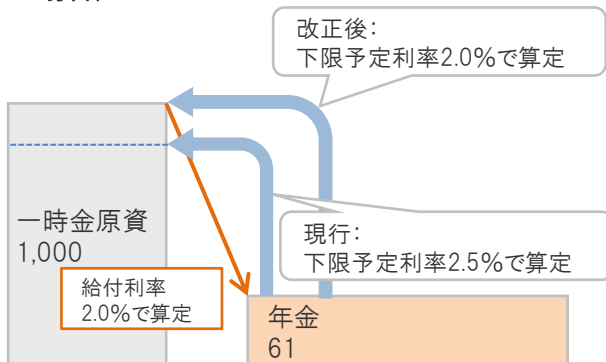 改正後：
下限予定利率2.0％で算定
一時金原資
1,000
現行：
下限予定利率2.5％で算定
給付利率
2.0％で算定
年金
61